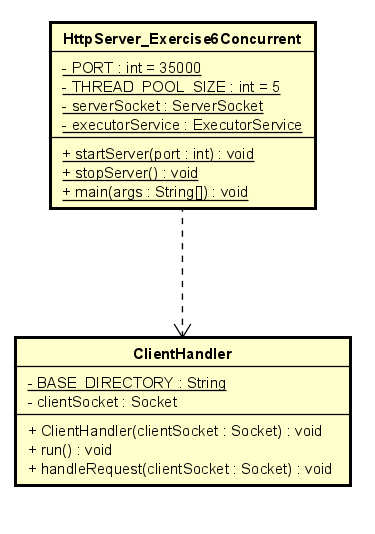 HttpServer_Exercise6Concurrent
- PORT : int = 35000
- THREAD_POOL_SIZE : int = 5
- serverSocket : ServerSocket
- executorService : ExecutorService
+ startServer(port : int) : void
+ stopServer() : void
+ main(args : String[]) : void
ClientHandler
- BASE_DIRECTORY : String
- clientSocket : Socket
+ ClientHandler(clientSocket : Socket) : void
+ run() : void
+ handleRequest(clientSocket : Socket) : void